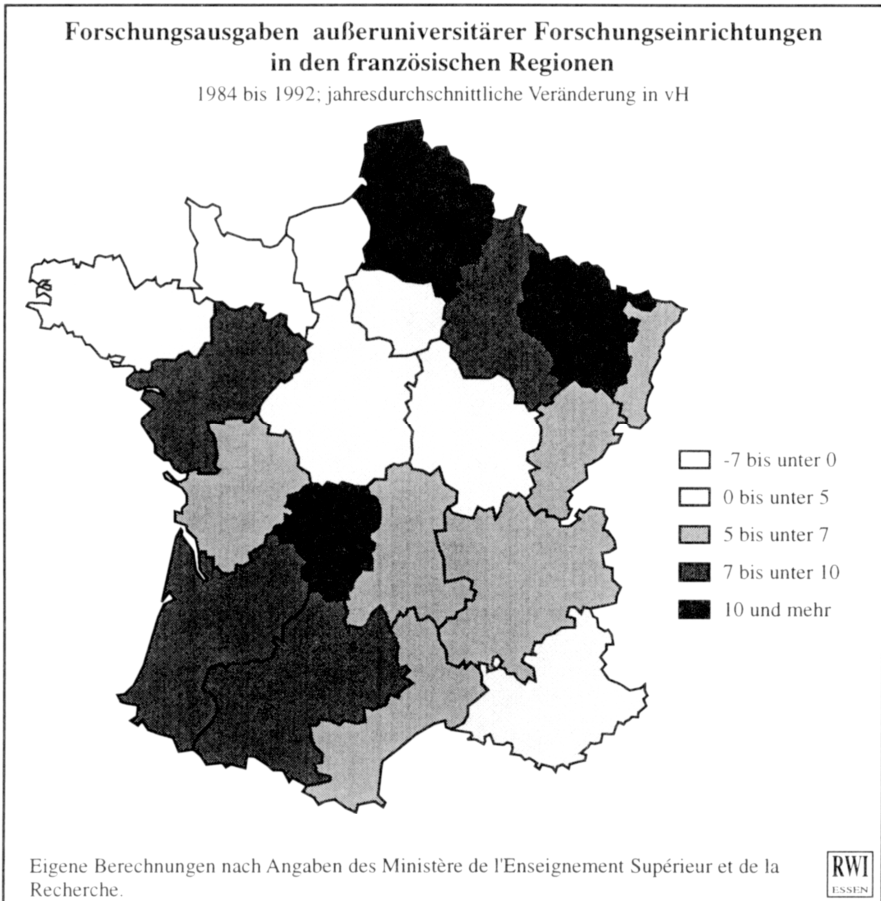 Forschungsausgaben außeruniversitärer Forschungseinrichtungen
in den französischen Regionen
1984 bis 1992; jahresdurchschnittliche Veränderung in vH
-7 bis unter 0
0 bis unter 5
5 bis unter 7
7 bis unter 10
10 und mehr
Eigene Berechnungen nach Angaben des Ministère de l'Enseignement Supérieur et de la
Recherche.
RWI
ESSEN